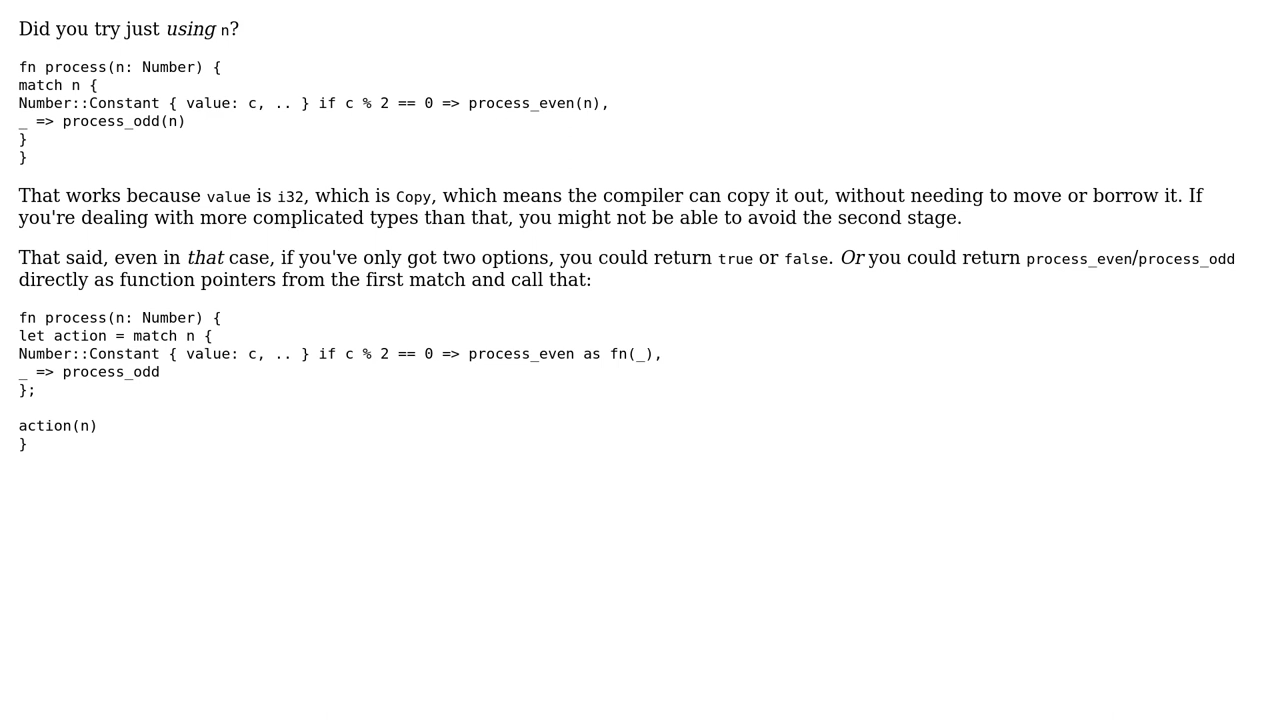 Did you try just using n?
fn process(n: Number) {
match n {
Number::Constant { value: c, .. } if c % 2 == 0 => process_even(n),
_ => process_odd(n)
}
}
That works because value is i32, which is Copy, which means the compiler can copy it out, without needing to move or borrow it. If
you're dealing with more complicated types than that, you might not be able to avoid the second stage.
That said, even in that case, if you've only got two options, you could return true or false. Or you could return process_even/process_odd
directly as function pointers from the first match and call that:
fn process(n: Number) {
let action = match n {
Number::Constant { value: c, .. } if c % 2 == 0 => process_even as fn(_),
_ => process_odd
};
action(n)
}